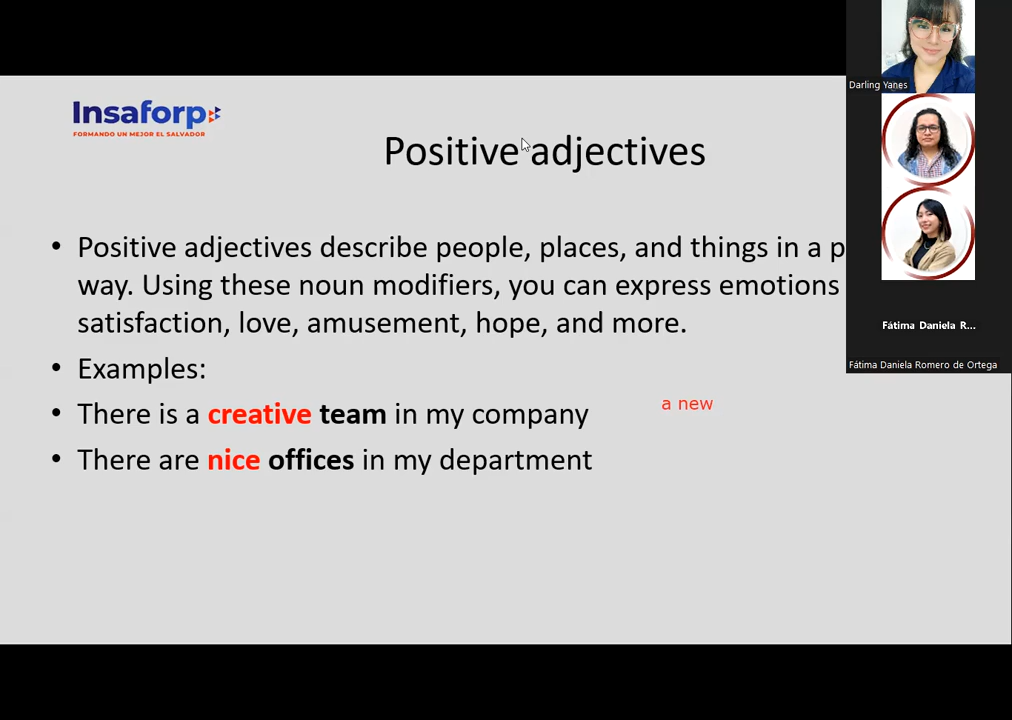 Insaforp
FORMANDO UN MEJOR EL SALVADOR
Positive adjectives
• Positive adjectives describe people, places, and things in a p
way. Using these noun modifiers, you can express emotions
satisfaction, love, amusement, hope, and more.
• Examples:
• There is a creative team in my company
a new
• There are nice offices in my department
Darling Yanes
Fátima Daniela R...
Fátima Daniela Romero de Ortega